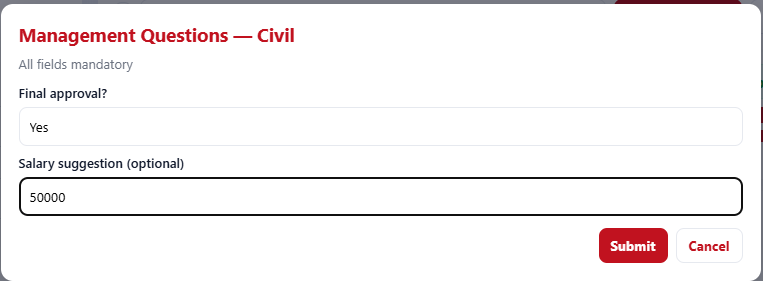 Management Questions — Civil
All fields mandatory
Final approval?
Yes
Salary suggestion (optional)
50000
Submit Cancel